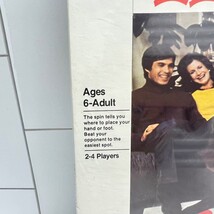 Ages
6-Adult
The spin tells you
where to place your
hand or foot.
Beat your
opponent to the
easiest spot.
2-4 Players